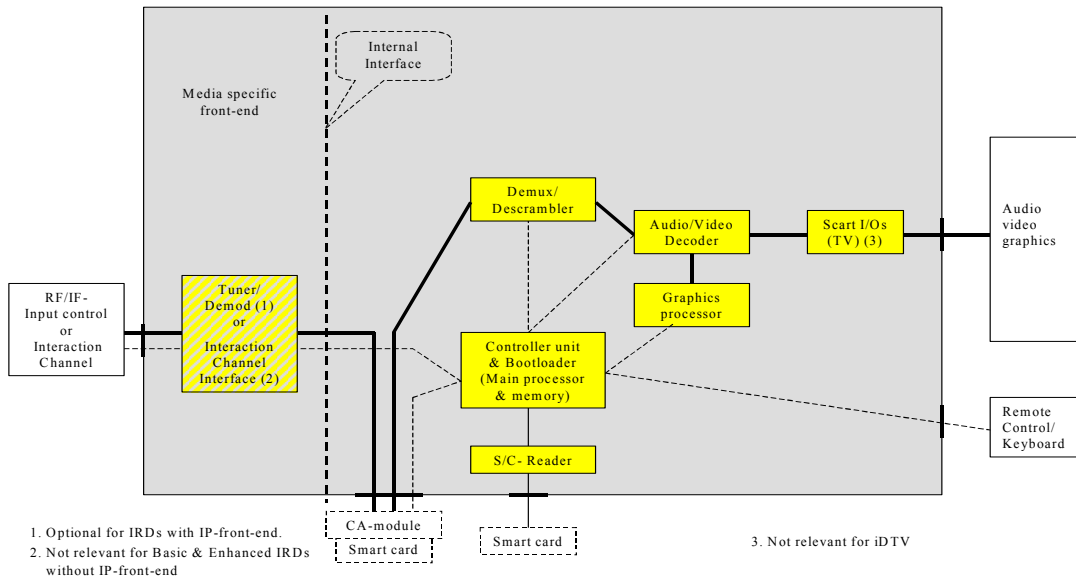 Internal
Interface
Media specific
front-end
Demux/
Descrambler
Audio/Video
Decoder
Scart I/Os
(TV) (3)
Audio
video
graphics
Tuner/
Demod (1)
or
Interaction
Channel
Interface (2)
RF/IF-
Input control
or
Interaction
Channel
Graphics
processor
Controller unit
& Bootloader
(Main processor
& memory)
Remote
Control/
Keyboard
S/C- Reader
CA-module
Smart card
Smart card
1. Optional for IRDs with IP-front-end.
2. Not relevant for Basic & Enhanced IRDs
without IP-front-end
3. Not relevant for iDTV